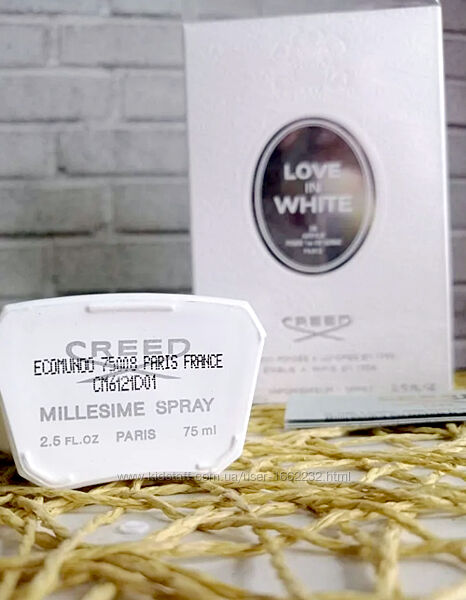 LOVE
IN
WHITE
CREED
CREED
ECOMUNDO 75008 PARIS FRANCE
CM6121D01
MILLESIME SPRAY
2.5 FL.OZ PARIS 75 ml
www.kidstaff.com.ua/user-1662232.html